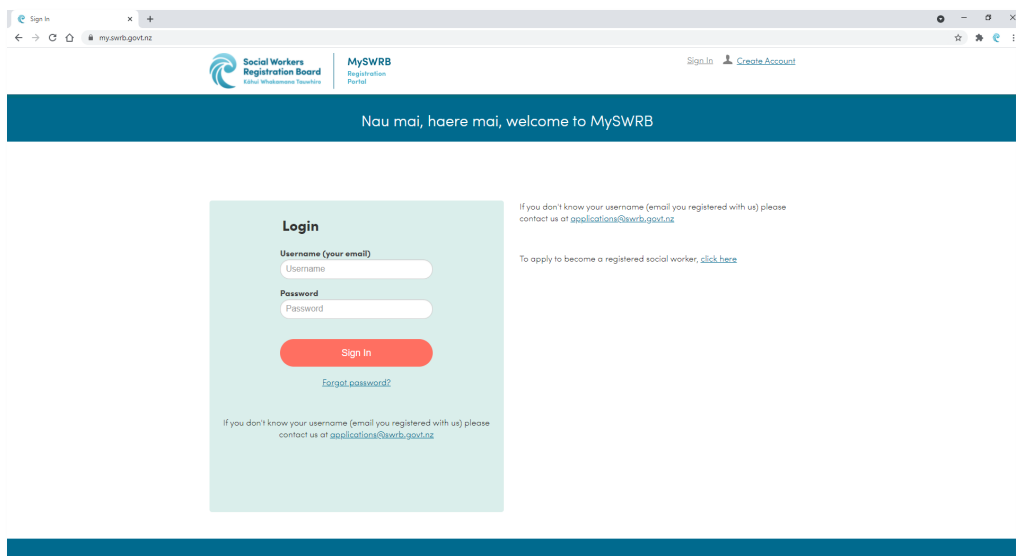 Sign In
my.swrb.govt.nz
Social Workers
Registration Board
Kāhui Whakamana Tauwhiro
MySWRB
Registration
Portal
Sign In
Create Account
Nau mai, haere mai, welcome to MySWRB
Login
Username (your email)
Username
Password
Password
Sign In
Forgot password?
If you don't know your username (email you registered with us) please
contact us at applications@swrb.govt.nz
If you don't know your username (email you registered with us) please
contact us at applications@swrb.govt.nz
To apply to become a registered social worker, click here